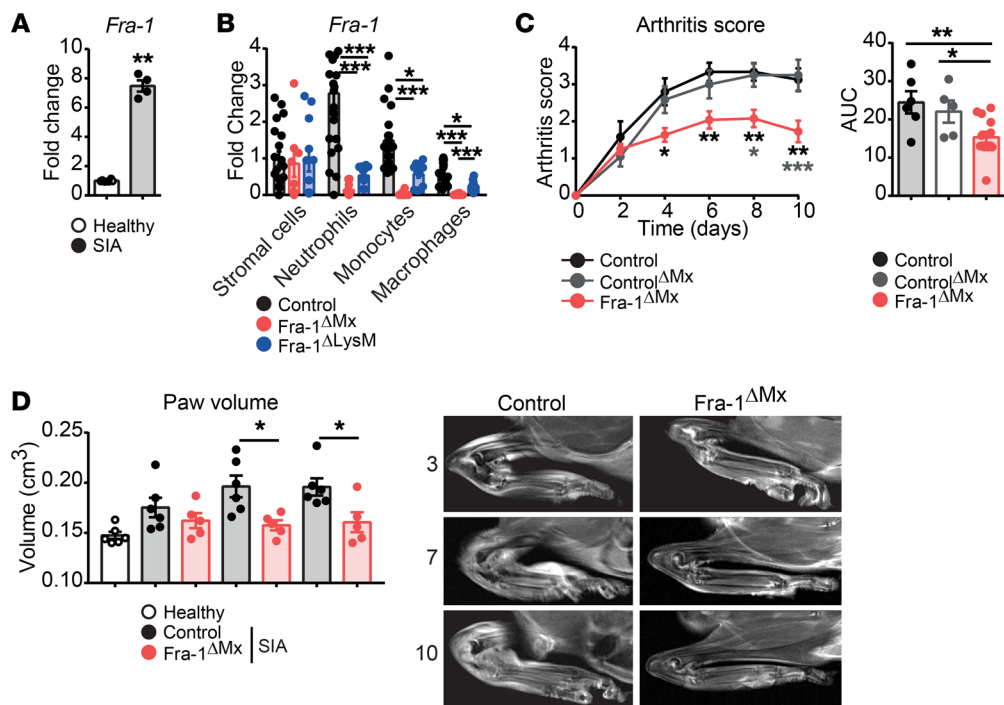 A
Fra-1
Fold change
10
8
6
4
2
0
**
Healthy
SIA
B
Fra-1
Fold Change
4
3
2
1
0
***
***
*
***
*
***
***
Stromal cells
Neutrophils
Monocytes
Macrophages
Control
Fra-1ΔMx
Fra-1ΔLysM
C
Arthritis score
Arthritis score
4
3
2
1
0
*
**
**
*
**
***
0
2
4
6
8
10
Time (days)
Control
ControlΔMx
Fra-1ΔMx
AUC
40
30
20
10
0
**
*
Control
ControlΔMx
Fra-1ΔMx
D
Paw volume
Volume (cm3)
0.25
0.20
0.15
0.10
*
*
Healthy
Control
Fra-1ΔMx
SIA
Control
Fra-1ΔMx
3
7
10